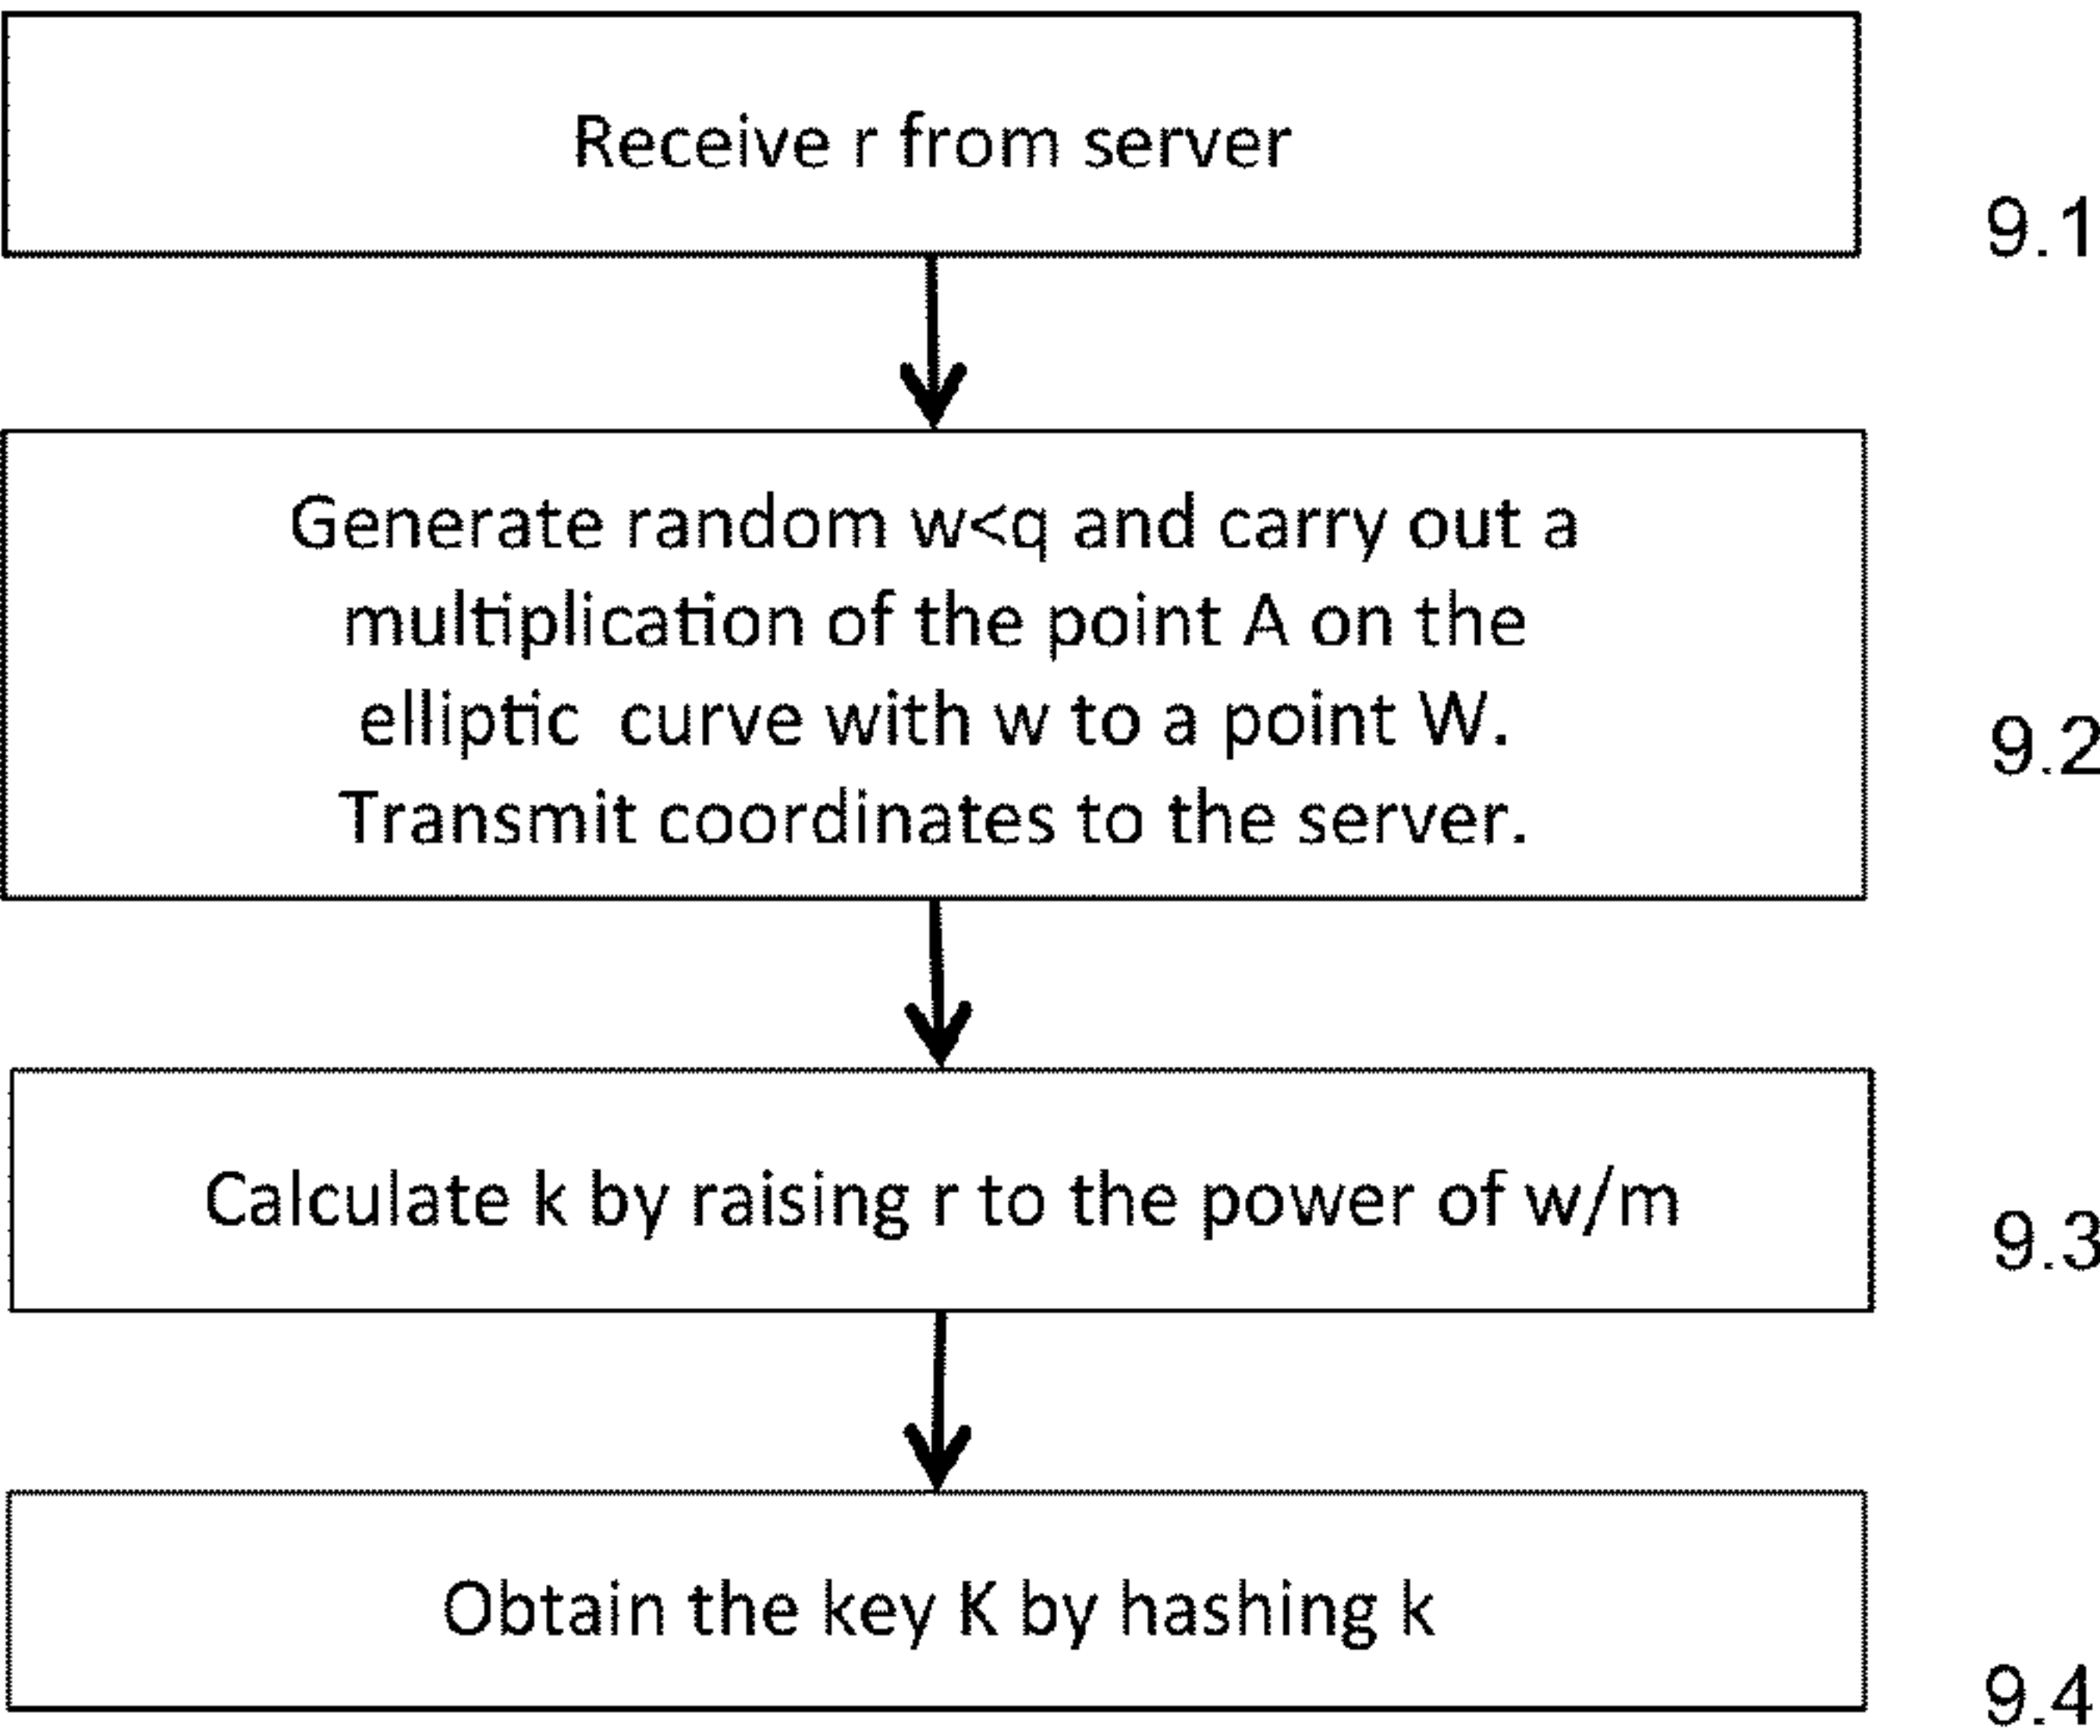 Receive r from server
9.1
Generate random w<q and carry out a
multiplication of the point A on the
elliptic curve with w to a point W.
Transmit coordinates to the server.
9.2
Calculate k by raising r to the power of w/m
9.3
Obtain the key K by hashing k
9.4